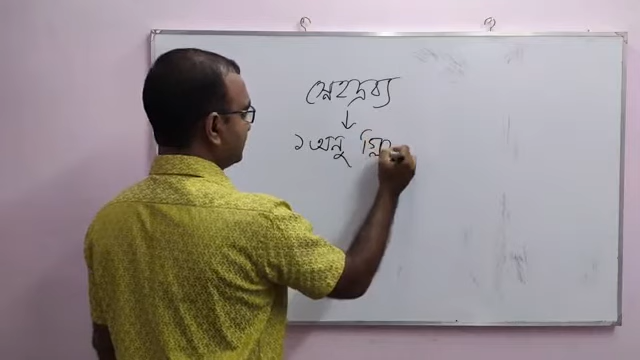 স্নেহদ্রব্য
↓
১ অনু গ্লি